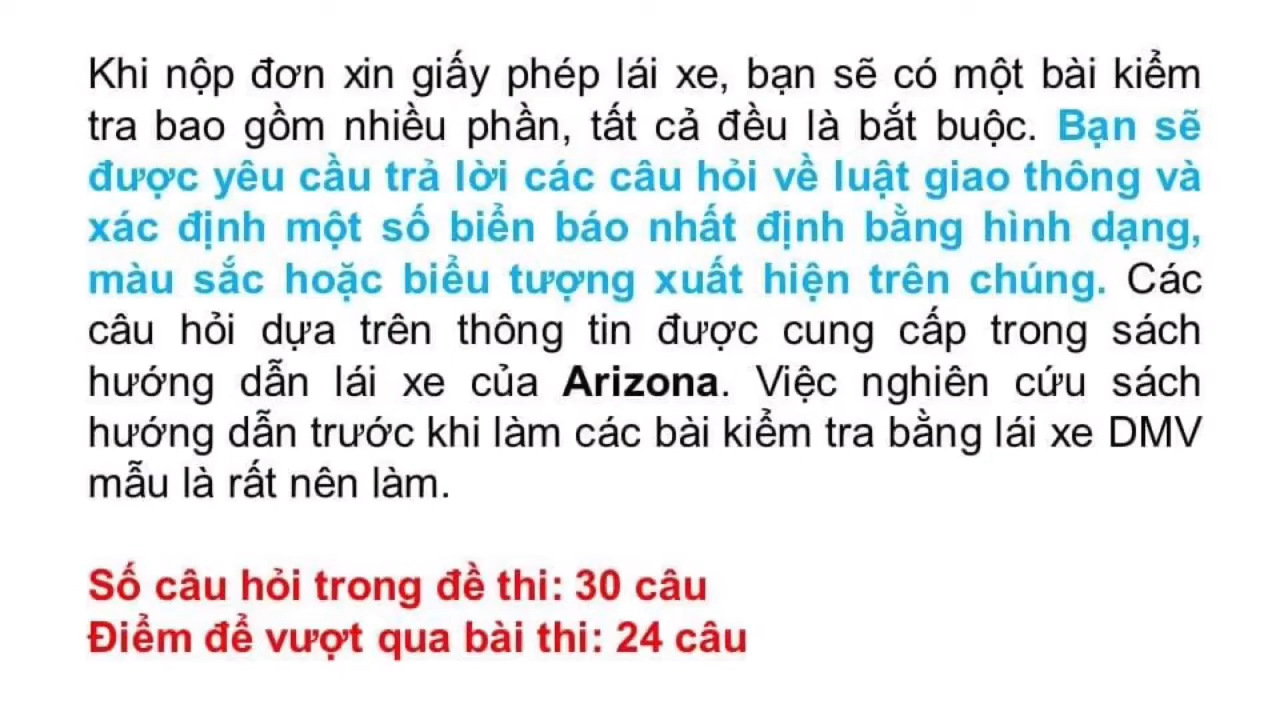 Khi nộp đơn xin giấy phép lái xe, bạn sẽ có một bài kiểm
tra bao gồm nhiều phần, tất cả đều là bắt buộc. Bạn sẽ
được yêu cầu trả lời các câu hỏi về luật giao thông và
xác định một số biển báo nhất định bằng hình dạng,
màu sắc hoặc biểu tượng xuất hiện trên chúng. Các
câu hỏi dựa trên thông tin được cung cấp trong sách
hướng dẫn lái xe của Arizona. Việc nghiên cứu sách
hướng dẫn trước khi làm các bài kiểm tra bằng lái xe DMV
mẫu là rất nên làm.
Số câu hỏi trong đề thi: 30 câu
Điểm để vượt qua bài thi: 24 câu